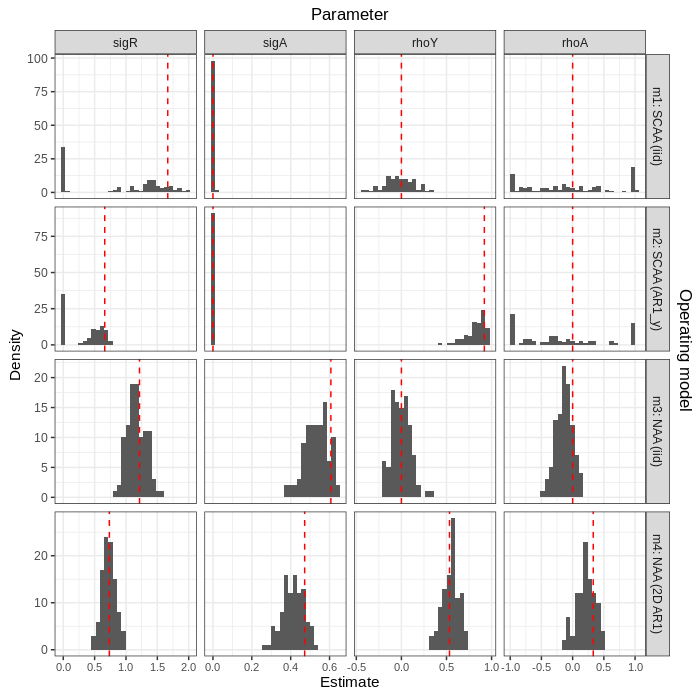 Parameter
sigR sigA rhoY rhoA
100
75
50
25
0
m1: SCAA (iid)
75
50
25
0
m2: SCAA (AR1_y)
20
15
10
5
0
m3: NAA (iid)
20
10
0
m4: NAA (2D AR1)
Density
Operating model
0.0 0.5 1.0 1.5 2.0 0.0 0.2 0.4 0.6 -0.5 0.0 0.5 1.0 -1.0 -0.5 0.0 0.5 1.0
Estimate